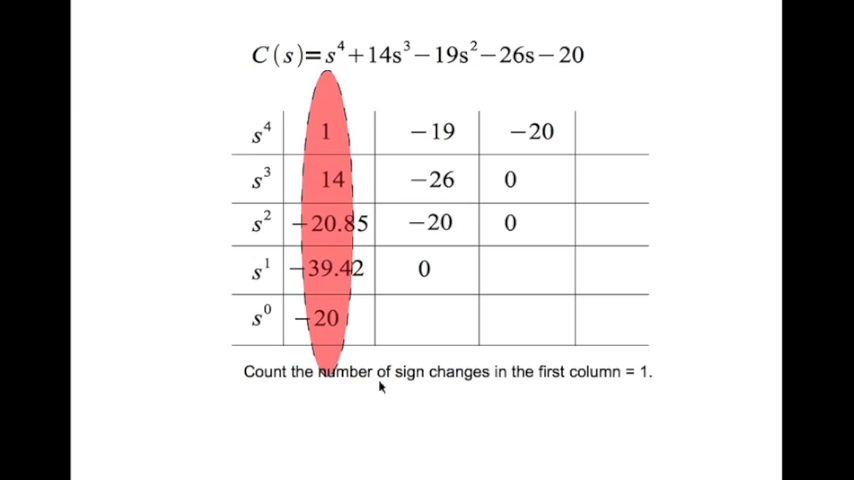 C(s)=s⁴+14s³−19s²−26s−20
s⁴ 1 −19 −20
s³ 14 −26 0
s² −20.85 −20 0
s¹ −39.42 0
s⁰ −20
Count the number of sign changes in the first column = 1.